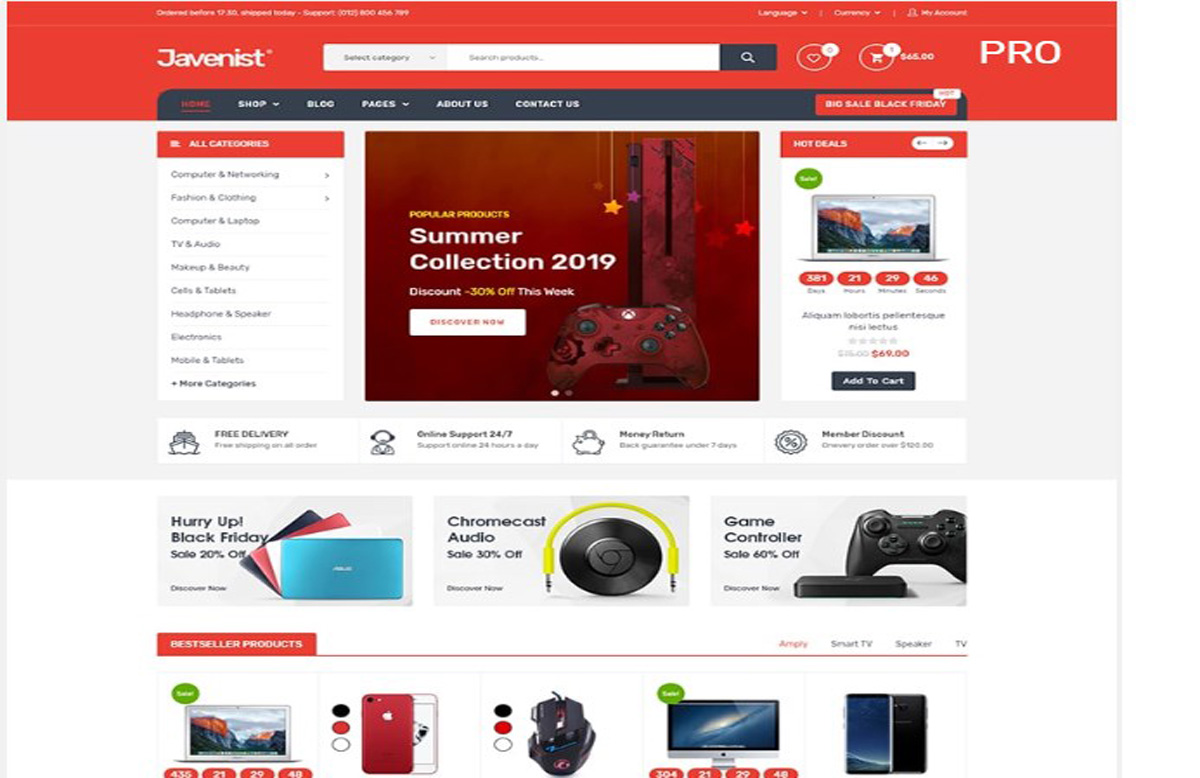 Ordered before 17:30, shipped today - Support: (012) 800 456 789
Language | Currency | My Account
Javenist®
Select category
Search products...
0
1
$65.00
PRO
HOME SHOP BLOG PAGES ABOUT US CONTACT US
HOT
BIG SALE BLACK FRIDAY
ALL CATEGORIES
Computer & Networking
Fashion & Clothing
Computer & Laptop
TV & Audio
Makeup & Beauty
Cells & Tablets
Headphone & Speaker
Electronics
Mobile & Tablets
+ More Categories
POPULAR PRODUCTS
Summer
Collection 2019
Discount -30% Off This Week
DISCOVER NOW
HOT DEALS
Sale!
381 21 29 46
Days Hours Minutes Seconds
Aliquam lobortis pellentesque
nisi lectus
$75.00 $69.00
Add To Cart
FREE DELIVERY
Free shipping on all order
Online Support 24/7
Support online 24 hours a day
Money Return
Back guarantee under 7 days
Member Discount
Onevery order over $120.00
Hurry Up!
Black Friday
Sale 20% Off
Discover Now
ASUS
Chromecast
Audio
Sale 30% Off
Discover Now
Game
Controller
Sale 60% Off
Discover Now
BESTSELLER PRODUCTS
Amply Smart TV Speaker TV
Sale!
Sale!
435 21 29 48
304 21 29 48